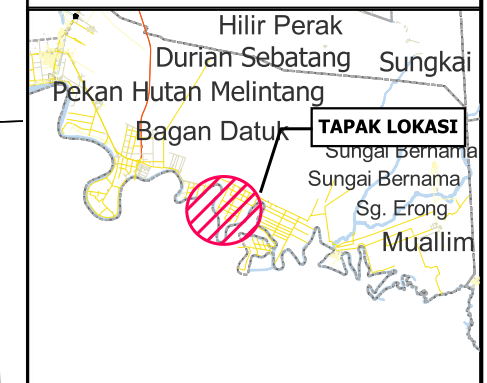 Hilir Perak
Durian Sebatang
Sungkai
Pekan Hutan Melintang
Bagan Datuk
TAPAK LOKASI
Sungai Bernama
Sungai Bernama
Sg. Erong
Muallim